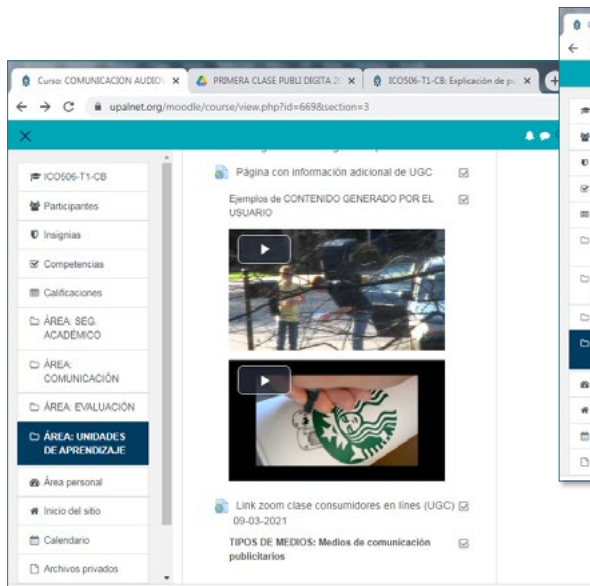 Curso: COMUNICACION AUDIOV
PRIMERA CLASE PUBLI DIGITA 2
ICO506-T1-CB: Explicación de pu
upalnet.org/moodle/course/view.php?id=669&section=3
ICO506-T1-CB
Participantes
Insignias
Competencias
Calificaciones
ÁREA: SEG.
ACADÉMICO
ÁREA:
COMUNICACIÓN
ÁREA: EVALUACIÓN
ÁREA: UNIDADES
DE APRENDIZAJE
Área personal
Inicio del sitio
Calendario
Archivos privados
Página con información adicional de UGC
Ejemplos de CONTENIDO GENERADO POR EL
USUARIO
Link zoom clase consumidores en línes (UGC)
09-03-2021
TIPOS DE MEDIOS: Medios de comunicación
publicitarios